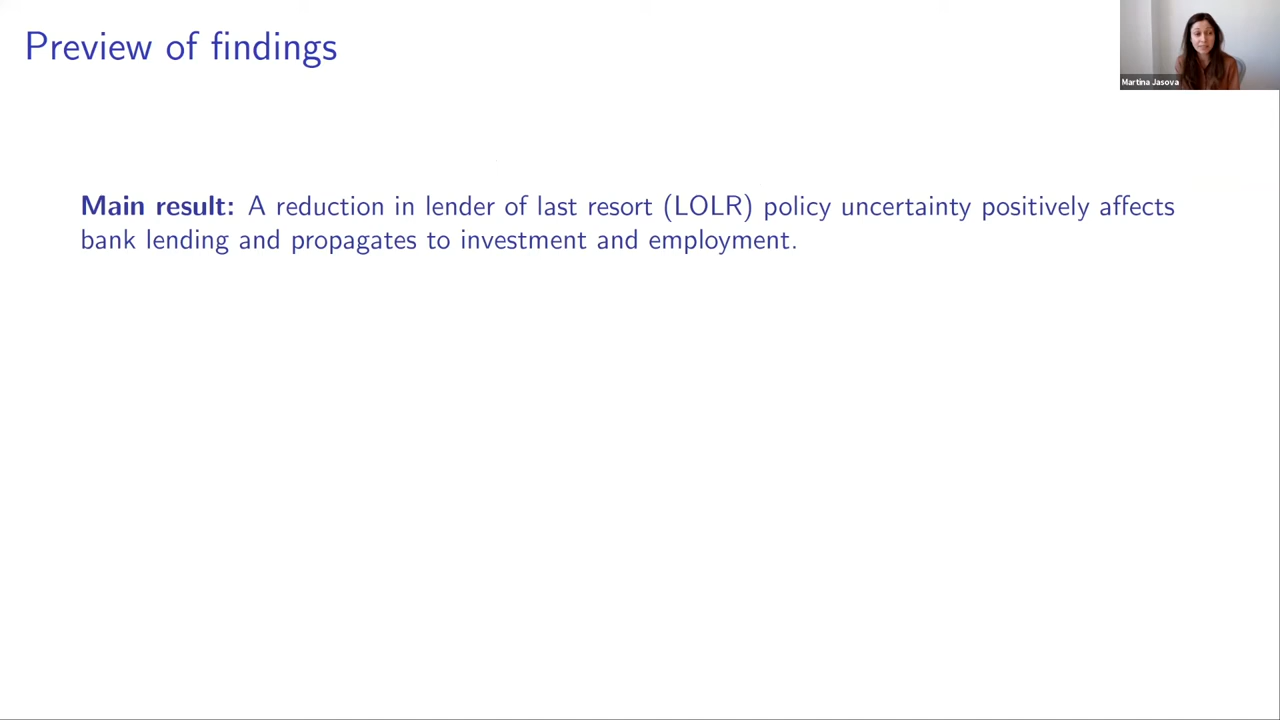 Preview of findings
Martina Jasova
Main result: A reduction in lender of last resort (LOLR) policy uncertainty positively affects
bank lending and propagates to investment and employment.